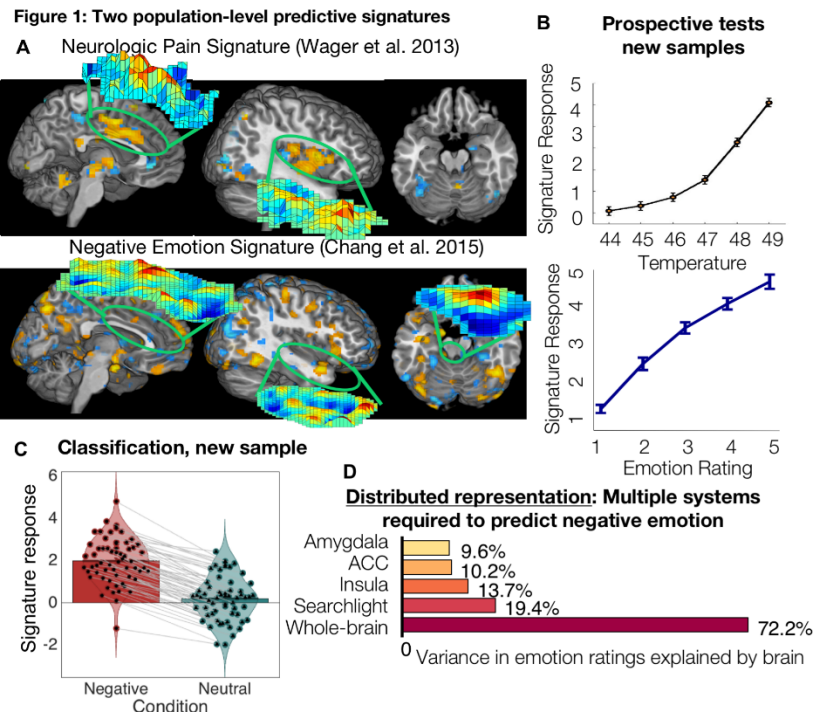 Figure 1: Two population-level predictive signatures
A
Neurologic Pain Signature (Wager et al. 2013)
Negative Emotion Signature (Chang et al. 2015)
B
Prospective tests
new samples
Signature Response
5
4
3
2
1
0
44 45 46 47 48 49
Temperature
Signature Response
5
4
3
2
1
1 2 3 4 5
Emotion Rating
C
Classification, new sample
Signature response
6
4
2
0
-2
Negative Neutral
Condition
D
Distributed representation: Multiple systems
required to predict negative emotion
Amygdala 9.6%
ACC 10.2%
Insula 13.7%
Searchlight 19.4%
Whole-brain 72.2%
0
Variance in emotion ratings explained by brain